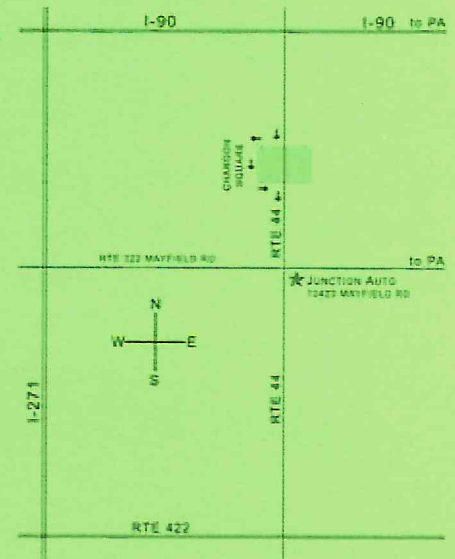 I-90
I-90 to PA
CHARDON
SQUARE
RTE 44
RTE 322 MAYFIELD RD
to PA
JUNCTION AUTO
12423 MAYFIELD RD
N
W E
S
I-271
RTE 44
RTE 422